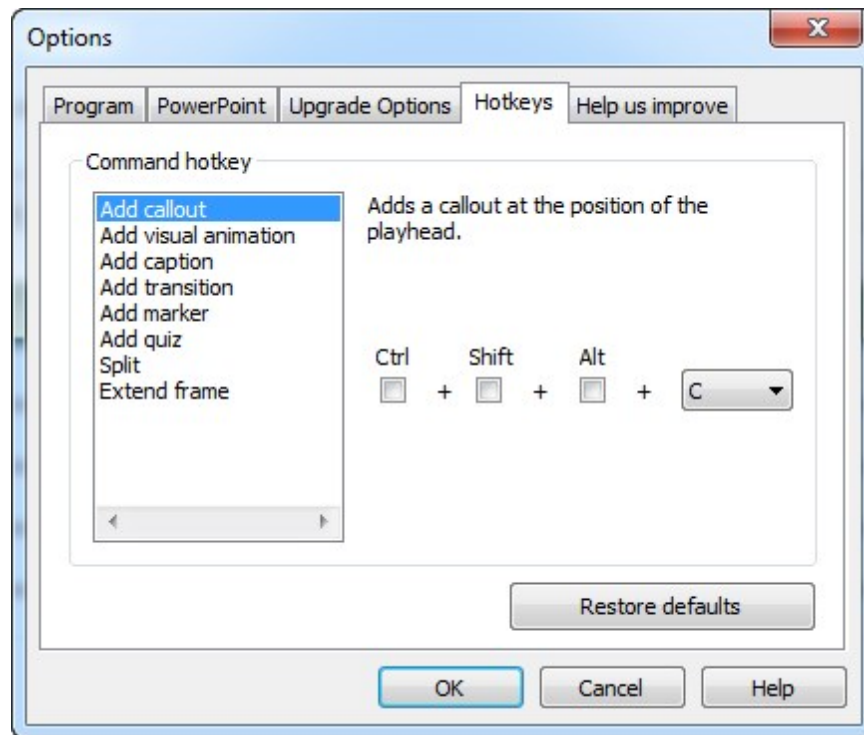 Options
Program PowerPoint Upgrade Options Hotkeys Help us improve
Command hotkey
Add callout
Add visual animation
Add caption
Add transition
Add marker
Add quiz
Split
Extend frame
Adds a callout at the position of the
playhead.
Ctrl Shift Alt
+ + + C
Restore defaults
OK Cancel Help